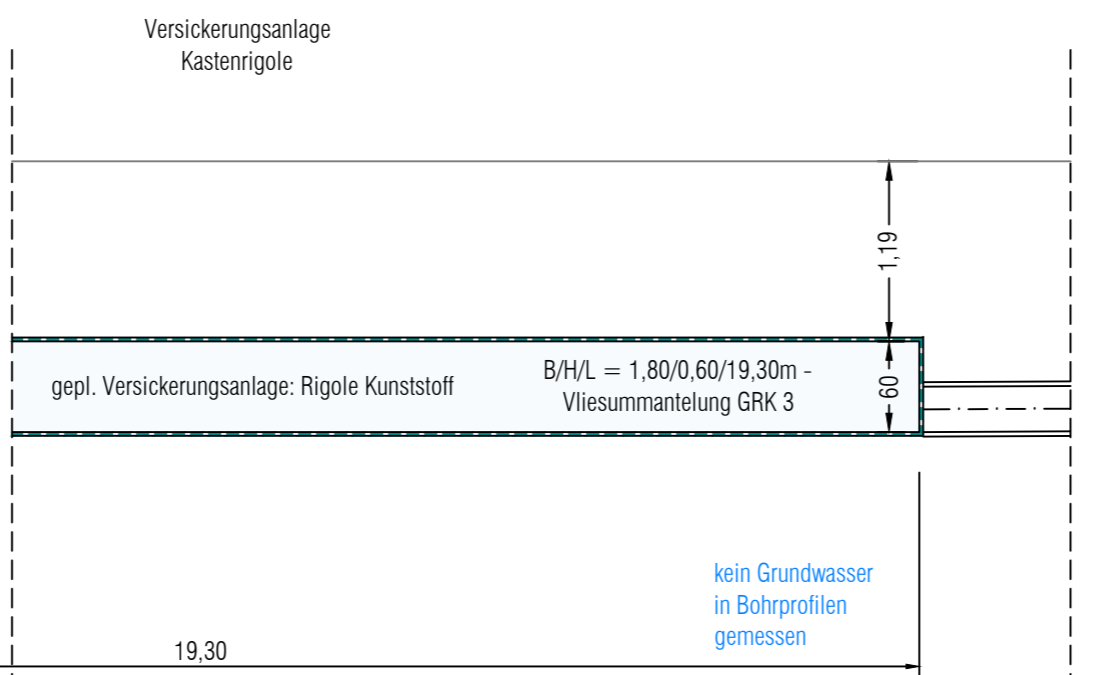 Versickerungsanlage
Kastenrigole
1,19
gepl. Versickerungsanlage: Rigole Kunststoff
B/H/L = 1,80/0,60/19,30m -
Vliesummantelung GRK 3
60
kein Grundwasser
in Bohrprofilen
gemessen
19,30